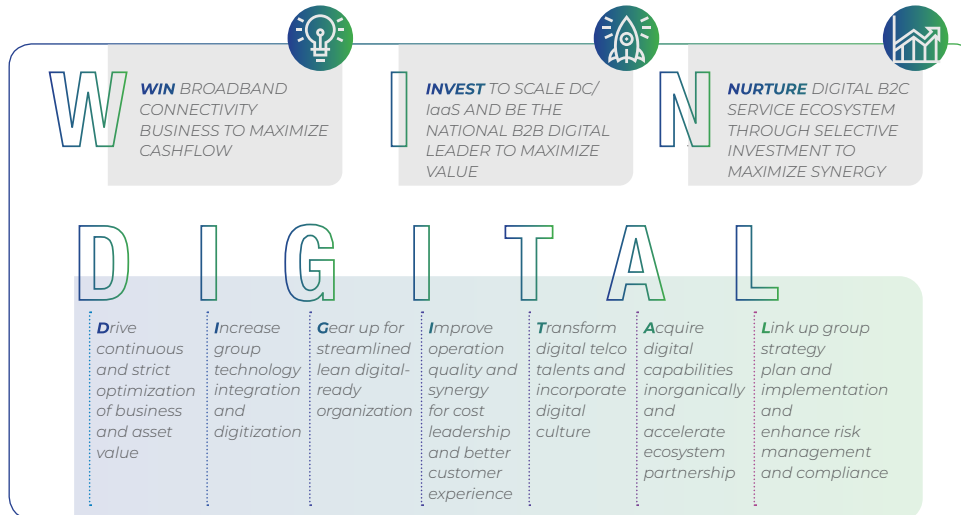 W
WIN BROADBAND
CONNECTIVITY
BUSINESS TO MAXIMIZE
CASHFLOW
I
INVEST TO SCALE DC/
IaaS AND BE THE
NATIONAL B2B DIGITAL
LEADER TO MAXIMIZE
VALUE
N
NURTURE DIGITAL B2C
SERVICE ECOSYSTEM
THROUGH SELECTIVE
INVESTMENT TO
MAXIMIZE SYNERGY
D I G I T A L
Drive
continuous
and strict
optimization
of business
and asset
value
Increase
group
technology
integration
and
digitization
Gear up for
streamlined
lean digital-
ready
organization
Improve
operation
quality and
synergy
for cost
leadership
and better
customer
experience
Transform
digital telco
talents and
incorporate
digital
culture
Acquire
digital
capabilities
inorganically
and
accelerate
ecosystem
partnership
Link up group
strategy
plan and
implementation
and
enhance risk
management
and compliance